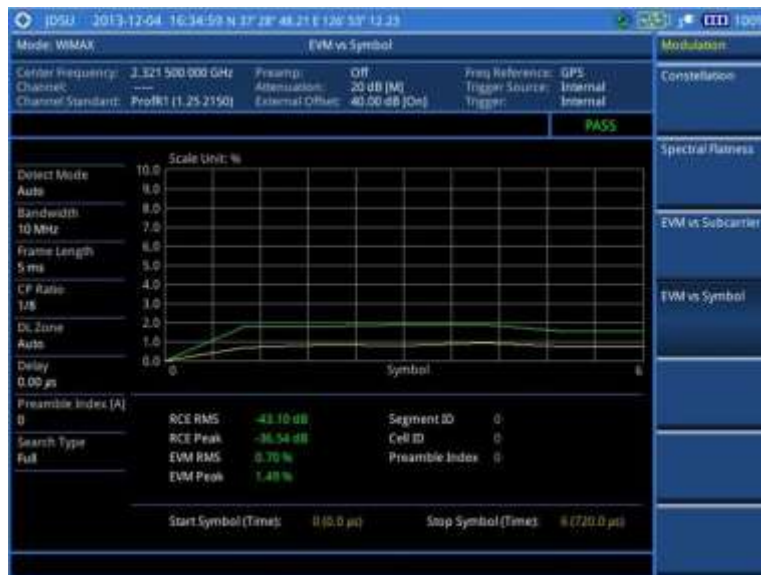 JDSU 2013-12-04 16:34:59 N 37° 28' 48.21 E 126° 53' 12.23 100%
Mode: WiMAX EVM vs Symbol Modulation
Center Frequency: 2.321 500 000 GHz Preamp: Off Freq Reference: GPS
Channel: ---- Attenuation: 20 dB [M] Trigger Source: Internal
Channel Standard: ProfR1 (1.25 2150) External Offset: 40.00 dB [On] Trigger: Internal
Constellation
PASS
Spectral Flatness
Scale Unit: %
Detect Mode
Auto
Bandwidth
10 MHz
Frame Length
5 ms
CP Ratio
1/8
DL Zone
Auto
Delay
0.00 µs
Preamble Index [A]
0
Search Type
Full
10.0
9.0
8.0
7.0
6.0
5.0
4.0
3.0
2.0
1.0
0.0
0 Symbol 6
EVM vs Subcarrier
EVM vs Symbol
RCE RMS -43.10 dB Segment ID 0
RCE Peak -36.54 dB Cell ID 0
EVM RMS 0.70 % Preamble Index 0
EVM Peak 1.49 %
Start Symbol (Time): 0 (0.0 µs) Stop Symbol (Time): 6 (720.0 µs)